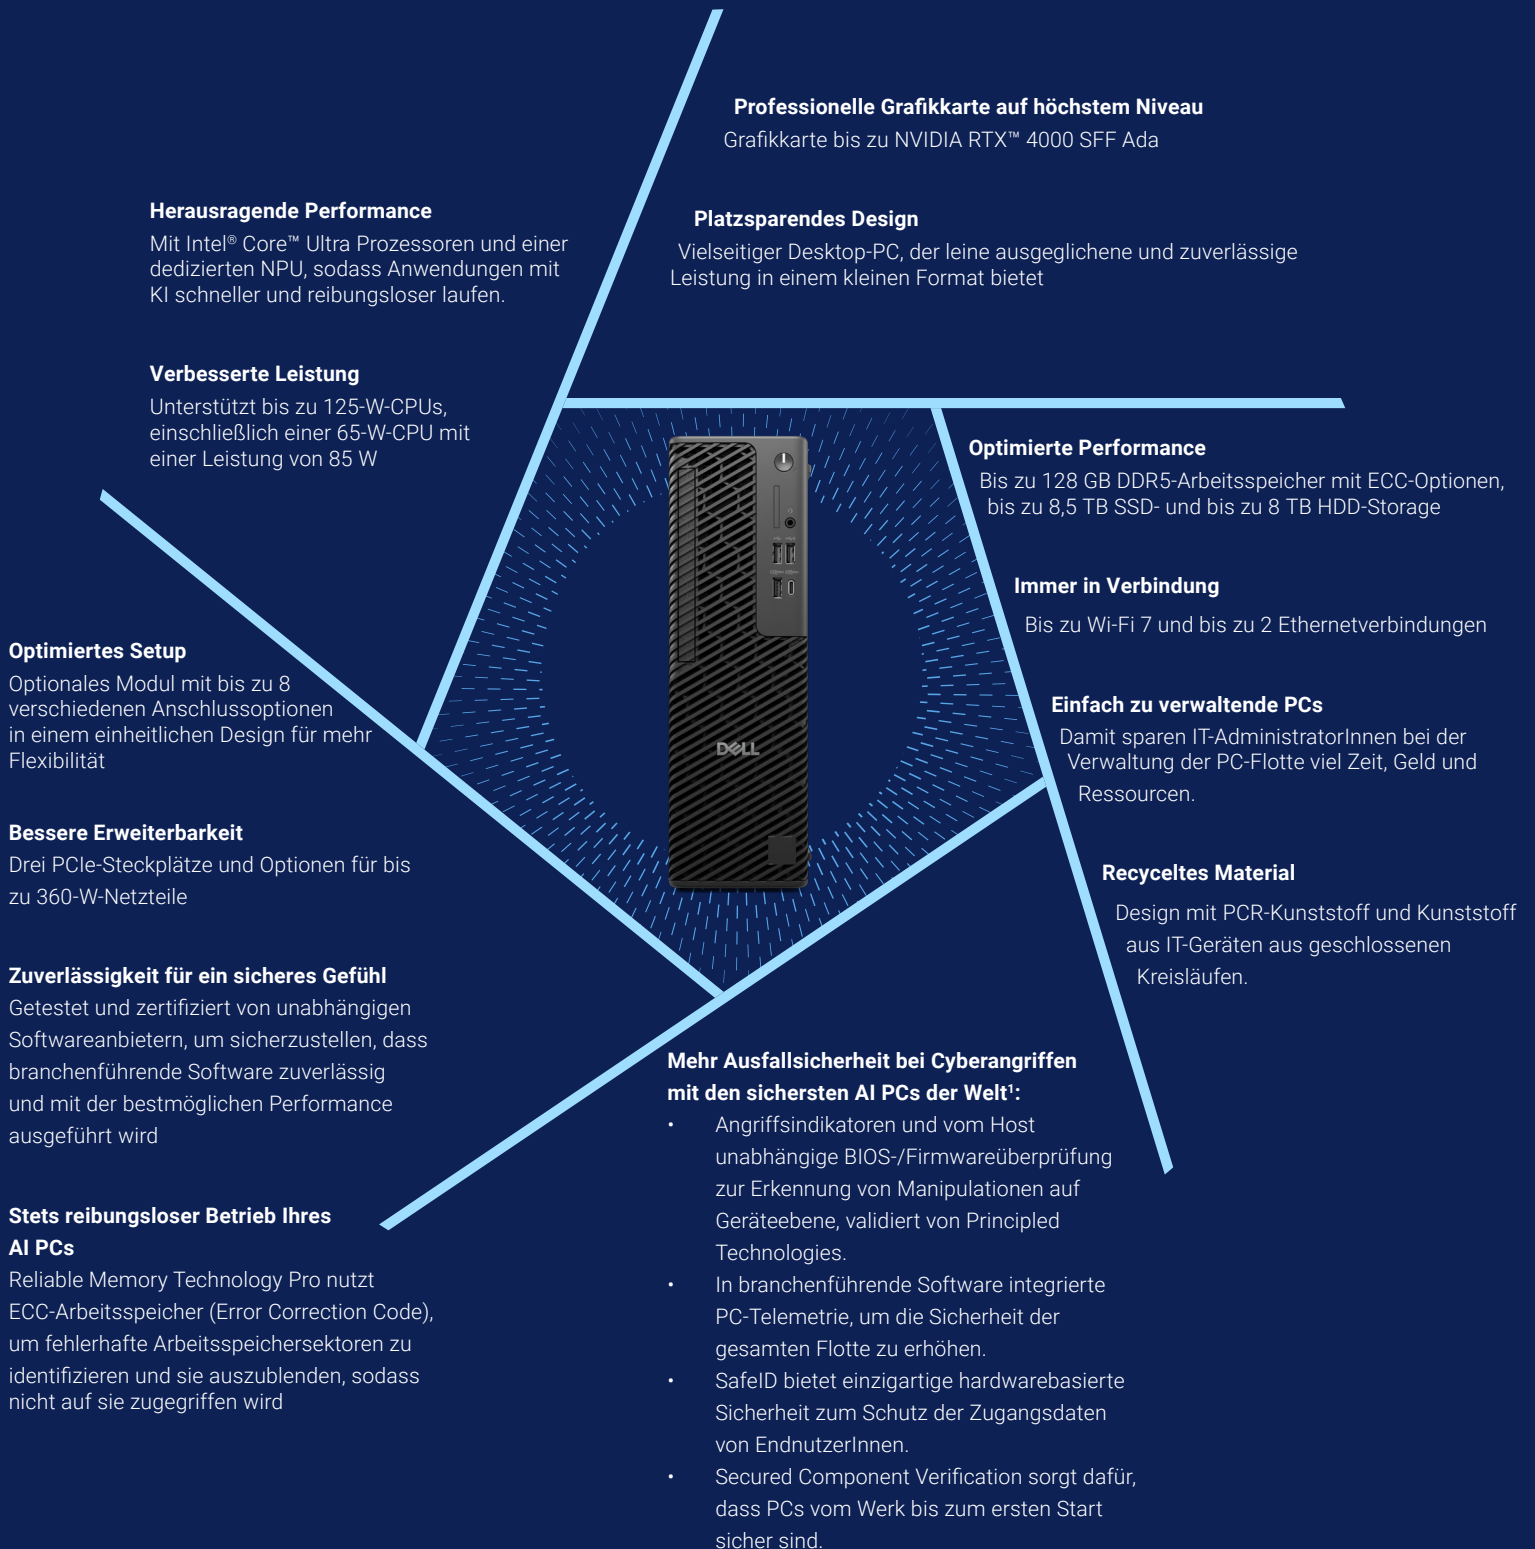 Professionelle Grafikkarte auf höchstem Niveau
Grafikkarte bis zu NVIDIA RTX™ 4000 SFF Ada
Herausragende Performance
Mit Intel® Core™ Ultra Prozessoren und einer
dedizierten NPU, sodass Anwendungen mit
KI schneller und reibungsloser laufen.
Platzsparendes Design
Vielseitiger Desktop-PC, der leine ausgeglichene und zuverlässige
Leistung in einem kleinen Format bietet
Verbesserte Leistung
Unterstützt bis zu 125-W-CPUs,
einschließlich einer 65-W-CPU mit
einer Leistung von 85 W
Optimierte Performance
Bis zu 128 GB DDR5-Arbeitsspeicher mit ECC-Optionen,
bis zu 8,5 TB SSD- und bis zu 8 TB HDD-Storage
Immer in Verbindung
Bis zu Wi-Fi 7 und bis zu 2 Ethernetverbindungen
Optimiertes Setup
Optionales Modul mit bis zu 8
verschiedenen Anschlussoptionen
in einem einheitlichen Design für mehr
Flexibilität
Einfach zu verwaltende PCs
Damit sparen IT-AdministratorInnen bei der
Verwaltung der PC-Flotte viel Zeit, Geld und
Ressourcen.
DELL
Bessere Erweiterbarkeit
Drei PCIe-Steckplätze und Optionen für bis
zu 360-W-Netzteile
Recyceltes Material
Design mit PCR-Kunststoff und Kunststoff
aus IT-Geräten aus geschlossenen
Kreisläufen.
Zuverlässigkeit für ein sicheres Gefühl
Getestet und zertifiziert von unabhängigen
Softwareanbietern, um sicherzustellen, dass
branchenführende Software zuverlässig
und mit der bestmöglichen Performance
ausgeführt wird
Stets reibungsloser Betrieb Ihres
AI PCs
Reliable Memory Technology Pro nutzt
ECC-Arbeitsspeicher (Error Correction Code),
um fehlerhafte Arbeitsspeichersektoren zu
identifizieren und sie auszublenden, sodass
nicht auf sie zugegriffen wird
Mehr Ausfallsicherheit bei Cyberangriffen
mit den sichersten AI PCs der Welt¹:
• Angriffsindikatoren und vom Host
unabhängige BIOS-/Firmwareüberprüfung
zur Erkennung von Manipulationen auf
Geräteebene, validiert von Principled
Technologies.
• In branchenführende Software integrierte
PC-Telemetrie, um die Sicherheit der
gesamten Flotte zu erhöhen.
• SafeID bietet einzigartige hardwarebasierte
Sicherheit zum Schutz der Zugangsdaten
von EndnutzerInnen.
• Secured Component Verification sorgt dafür,
dass PCs vom Werk bis zum ersten Start
sicher sind.